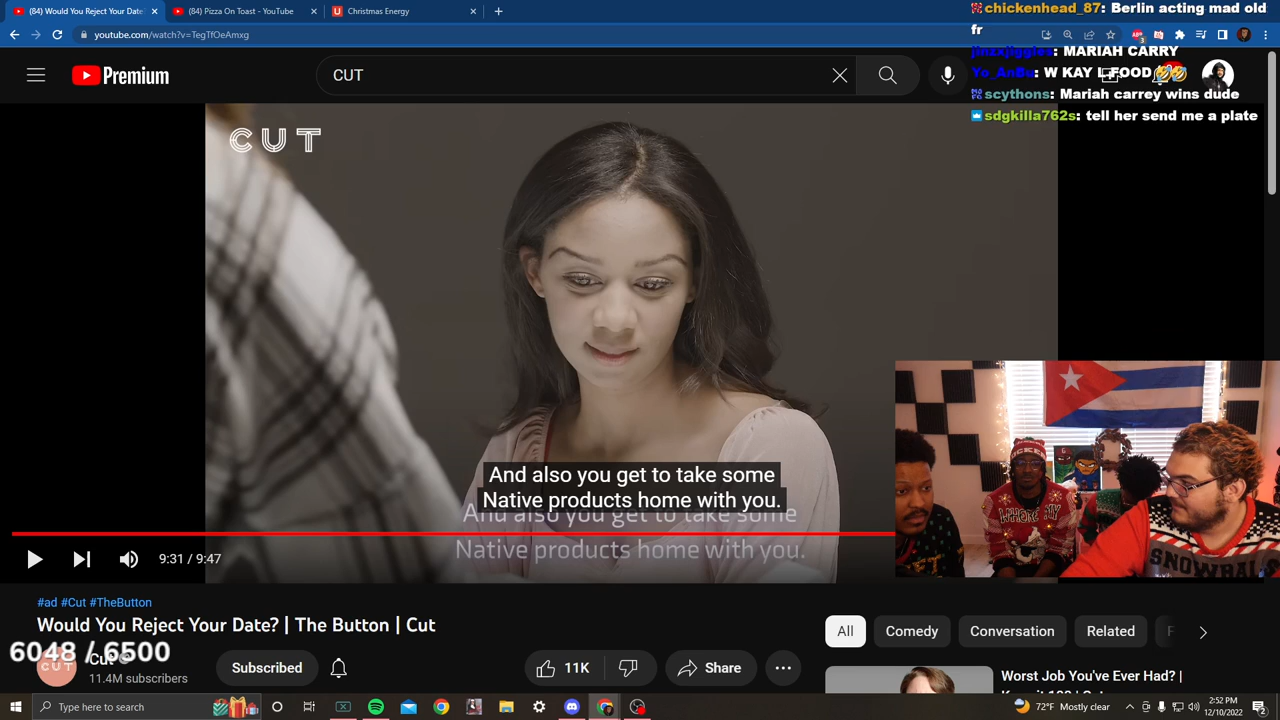 (84) Would You Reject Your Date?
(84) Pizza On Toast - YouTube
Christmas Energy
youtube.com/watch?v=TegTfOeAmxg
chickenhead_87: Berlin acting mad old
fr
jinzxjiggles: MARIAH CARRY
Yo_AnBu: W KAY L FOOD
scythons: Mariah carrey wins dude
sdgkilla762s: tell her send me a plate
Premium
CUT
CUT
And also you get to take some
Native products home with you.
And also you get to take some
Native products home with you.
9:31 / 9:47
#ad #Cut #TheButton
Would You Reject Your Date? | The Button | Cut
6048 / 6500
Cut
11.4M subscribers
Subscribed
11K
Share
All
Comedy
Conversation
Related
Worst Job You've Ever Had? |
SNOWBALLS
Type here to search
72°F Mostly clear
2:52 PM
12/10/2022